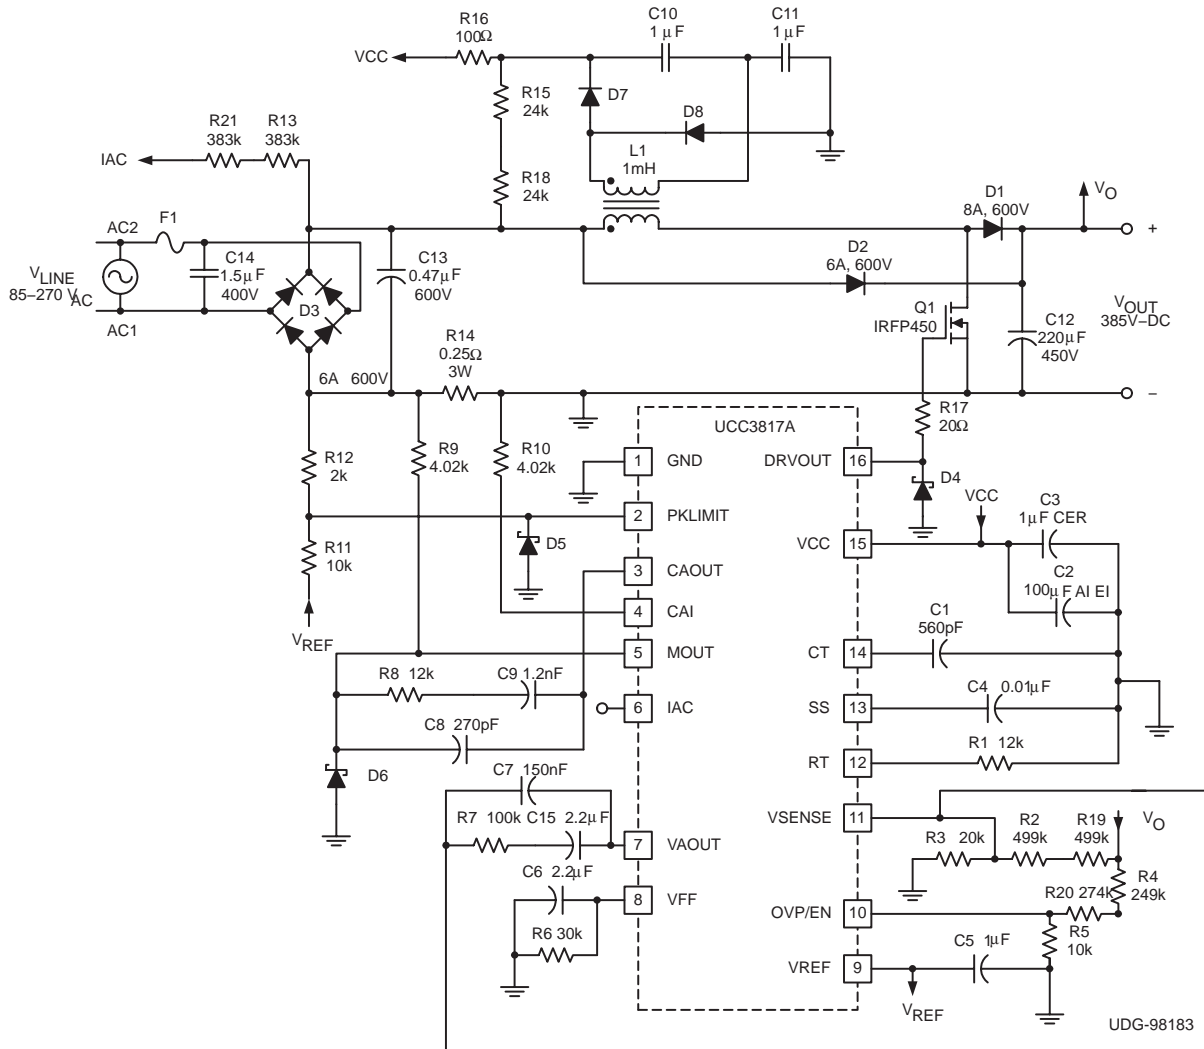 R16
100Ω
C10
1 μF
C11
1 μF
VCC
R15
24k
D7
D8
R21
383k
R13
383k
IAC
L1
1mH
R18
24k
D1
8A, 600V
VO
AC2
F1
+
D2
6A, 600V
C14
1.5μF
400V
C13
0.47μF
600V
VLINE
85–270 VAC
D3
Q1
IRFP450
VOUT
385V–DC
C12
220μF
450V
AC1
R14
0.25Ω
3W
6A 600V
–
R17
20Ω
UCC3817A
R12
2k
R9
4.02k
R10
4.02k
1
GND
DRVOUT
16
D4
VCC
C3
1μF CER
2
PKLIMIT
D5
VCC
15
R11
10k
3
CAOUT
C2
100μF AI EI
4
CAI
C1
560pF
VREF
5
MOUT
CT
14
R8 12k
C9 1.2nF
C4 0.01μF
6
IAC
SS
13
C8 270pF
R1 12k
RT
12
D6
C7 150nF
VSENSE
11
R7 100k
C15 2.2μF
VO
R3 20k
R2
499k
R19
499k
7
VAOUT
C6 2.2μF
R4
249k
R20 274k
8
VFF
OVP/EN
10
R6 30k
R5
10k
C5 1μF
VREF
9
VREF
UDG-98183